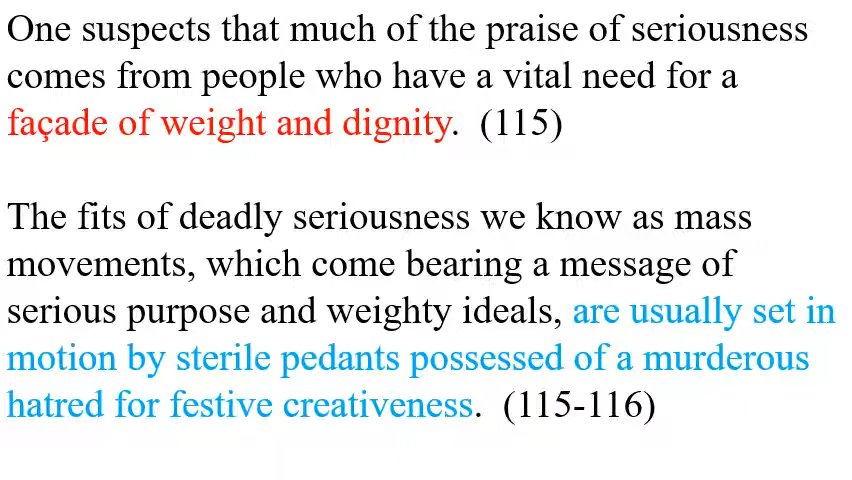 One suspects that much of the praise of seriousness
comes from people who have a vital need for a
façade of weight and dignity.  (115)
The fits of deadly seriousness we know as mass
movements, which come bearing a message of
serious purpose and weighty ideals, are usually set in
motion by sterile pedants possessed of a murderous
hatred for festive creativeness.  (115-116)